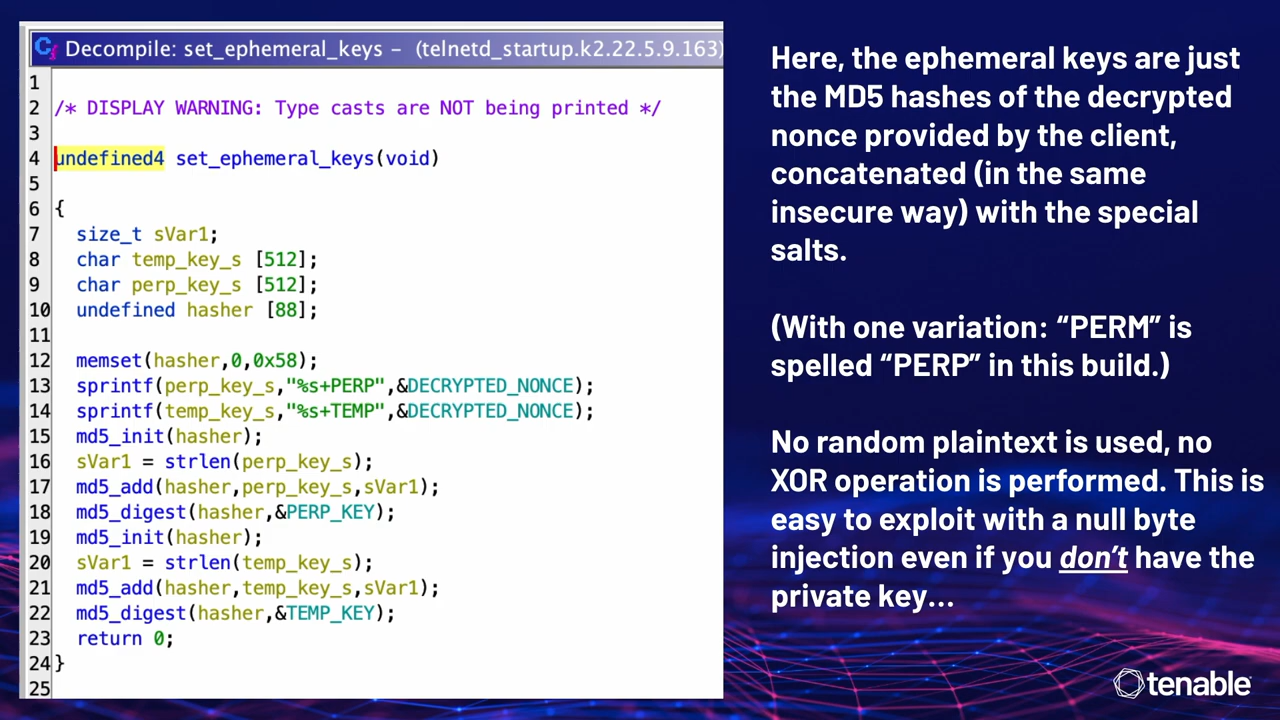 Decompile: set_ephemeral_keys – (telnetd_startup.k2.22.5.9.163)
1
2 /* DISPLAY WARNING: Type casts are NOT being printed */
3
4 undefined4 set_ephemeral_keys(void)
5
6 {
7 size_t sVar1;
8 char temp_key_s [512];
9 char perp_key_s [512];
10 undefined hasher [88];
11
12 memset(hasher,0,0x58);
13 sprintf(perp_key_s,"%s+PERP",&DECRYPTED_NONCE);
14 sprintf(temp_key_s,"%s+TEMP",&DECRYPTED_NONCE);
15 md5_init(hasher);
16 sVar1 = strlen(perp_key_s);
17 md5_add(hasher,perp_key_s,sVar1);
18 md5_digest(hasher,&PERP_KEY);
19 md5_init(hasher);
20 sVar1 = strlen(temp_key_s);
21 md5_add(hasher,temp_key_s,sVar1);
22 md5_digest(hasher,&TEMP_KEY);
23 return 0;
24 }
25
Here, the ephemeral keys are just
the MD5 hashes of the decrypted
nonce provided by the client,
concatenated (in the same
insecure way) with the special
salts.
(With one variation: “PERM” is
spelled “PERP” in this build.)
No random plaintext is used, no
XOR operation is performed. This is
easy to exploit with a null byte
injection even if you don’t have the
private key…
tenable